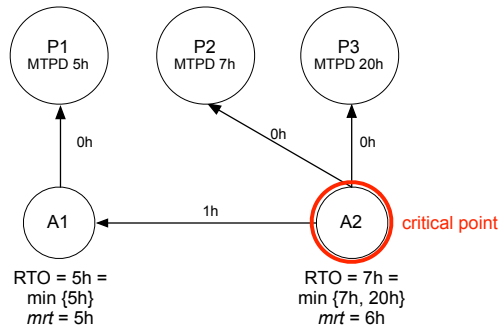 P1
MTPD 5h
P2
MTPD 7h
P3
MTPD 20h
0h
0h
0h
A1
1h
A2
critical point
RTO = 5h =
min {5h}
mrt = 5h
RTO = 7h =
min {7h, 20h}
mrt = 6h